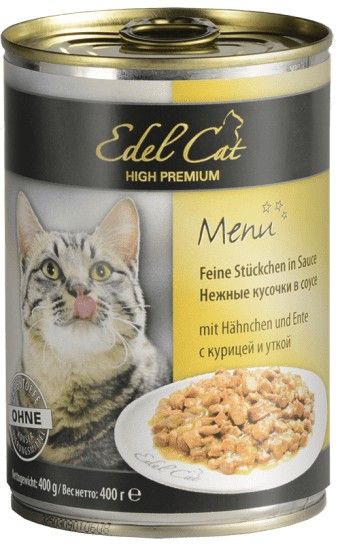 Edel Cat
HIGH PREMIUM
Menü
Feine Stückchen in Sauce
Нежные кусочки в соусе
mit Hähnchen und Ente
с курицей и уткой
OHNE
Nettogewicht: 400 g / Вес нетто: 400 г e
Edel Cat